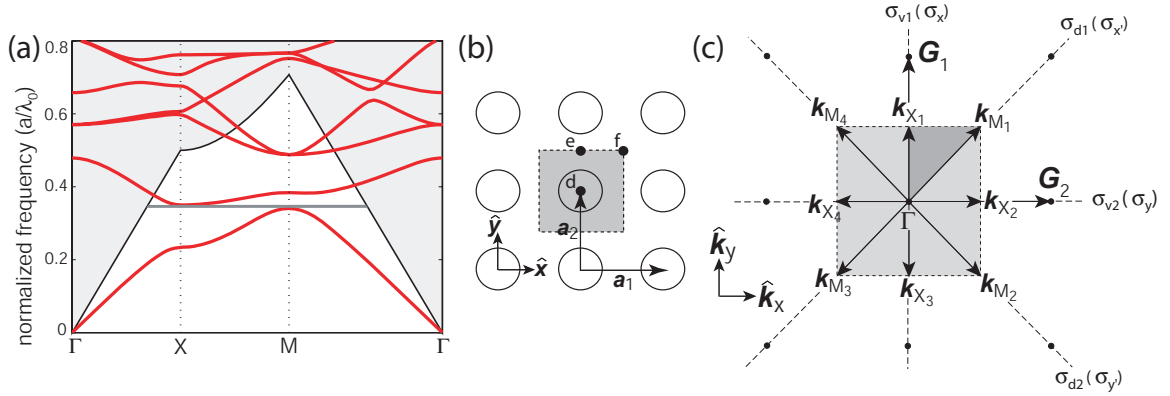 (a)
normalized frequency (a/λ₀)
0.8
0.6
0.4
0.2
0
Γ
X
M
Γ
(b)
e
f
d
a₂
ŷ
x̂
a₁
(c)
σv1(σx)
σd1(σx')
G₁
kM₄
kX₁
kM₁
G₂
kX₄
Γ
kX₂
σv2(σy)
k̂y
kM₃
kX₃
kM₂
k̂x
σd2(σy')